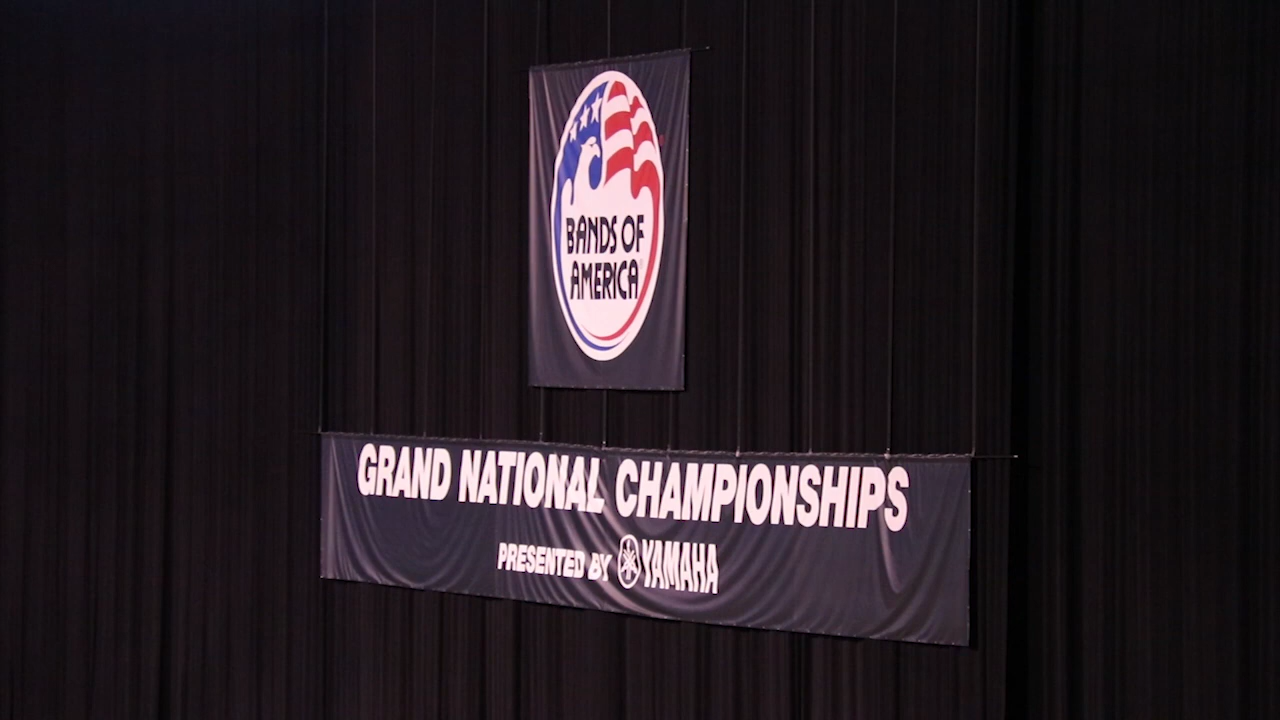 BANDS OF
AMERICA
GRAND NATIONAL CHAMPIONSHIPS
PRESENTED BY YAMAHA